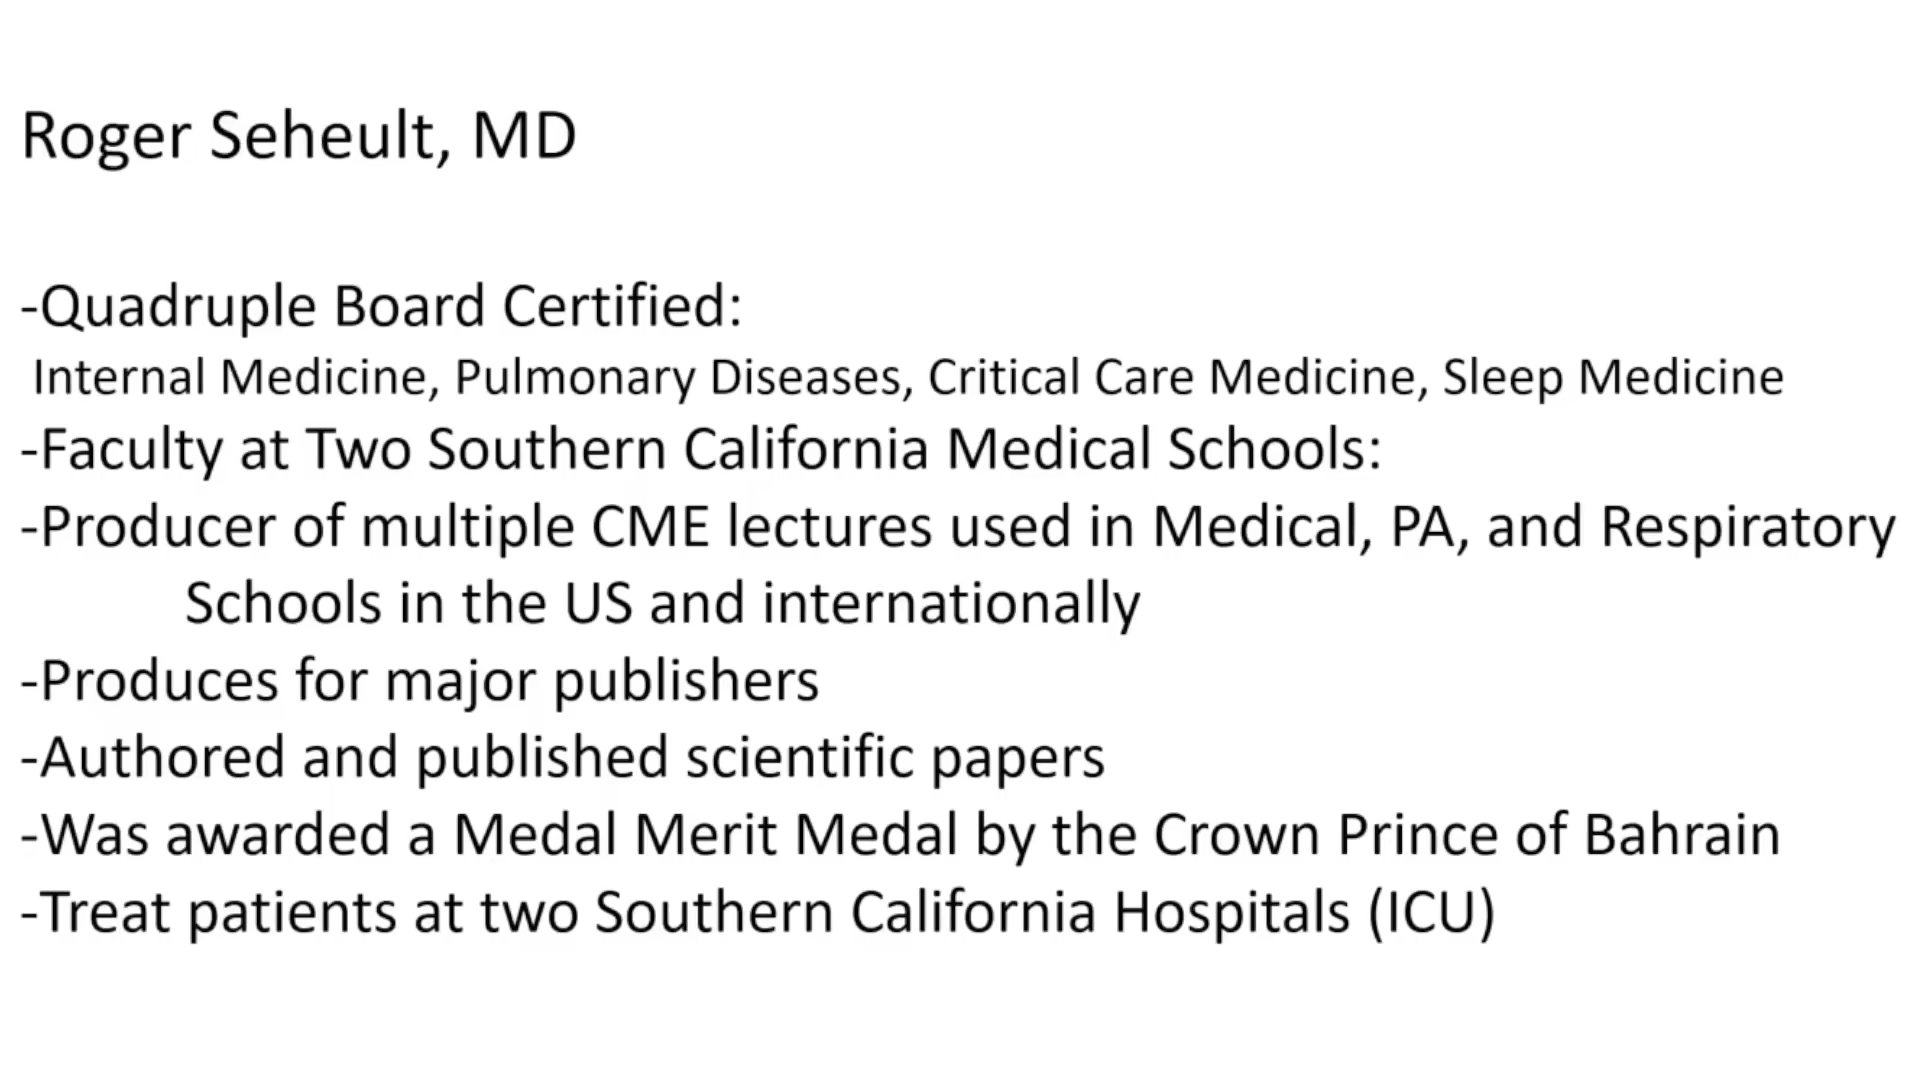 Roger Seheult, MD
-Quadruple Board Certified:
Internal Medicine, Pulmonary Diseases, Critical Care Medicine, Sleep Medicine
-Faculty at Two Southern California Medical Schools:
-Producer of multiple CME lectures used in Medical, PA, and Respiratory
Schools in the US and internationally
-Produces for major publishers
-Authored and published scientific papers
-Was awarded a Medal Merit Medal by the Crown Prince of Bahrain
-Treat patients at two Southern California Hospitals (ICU)